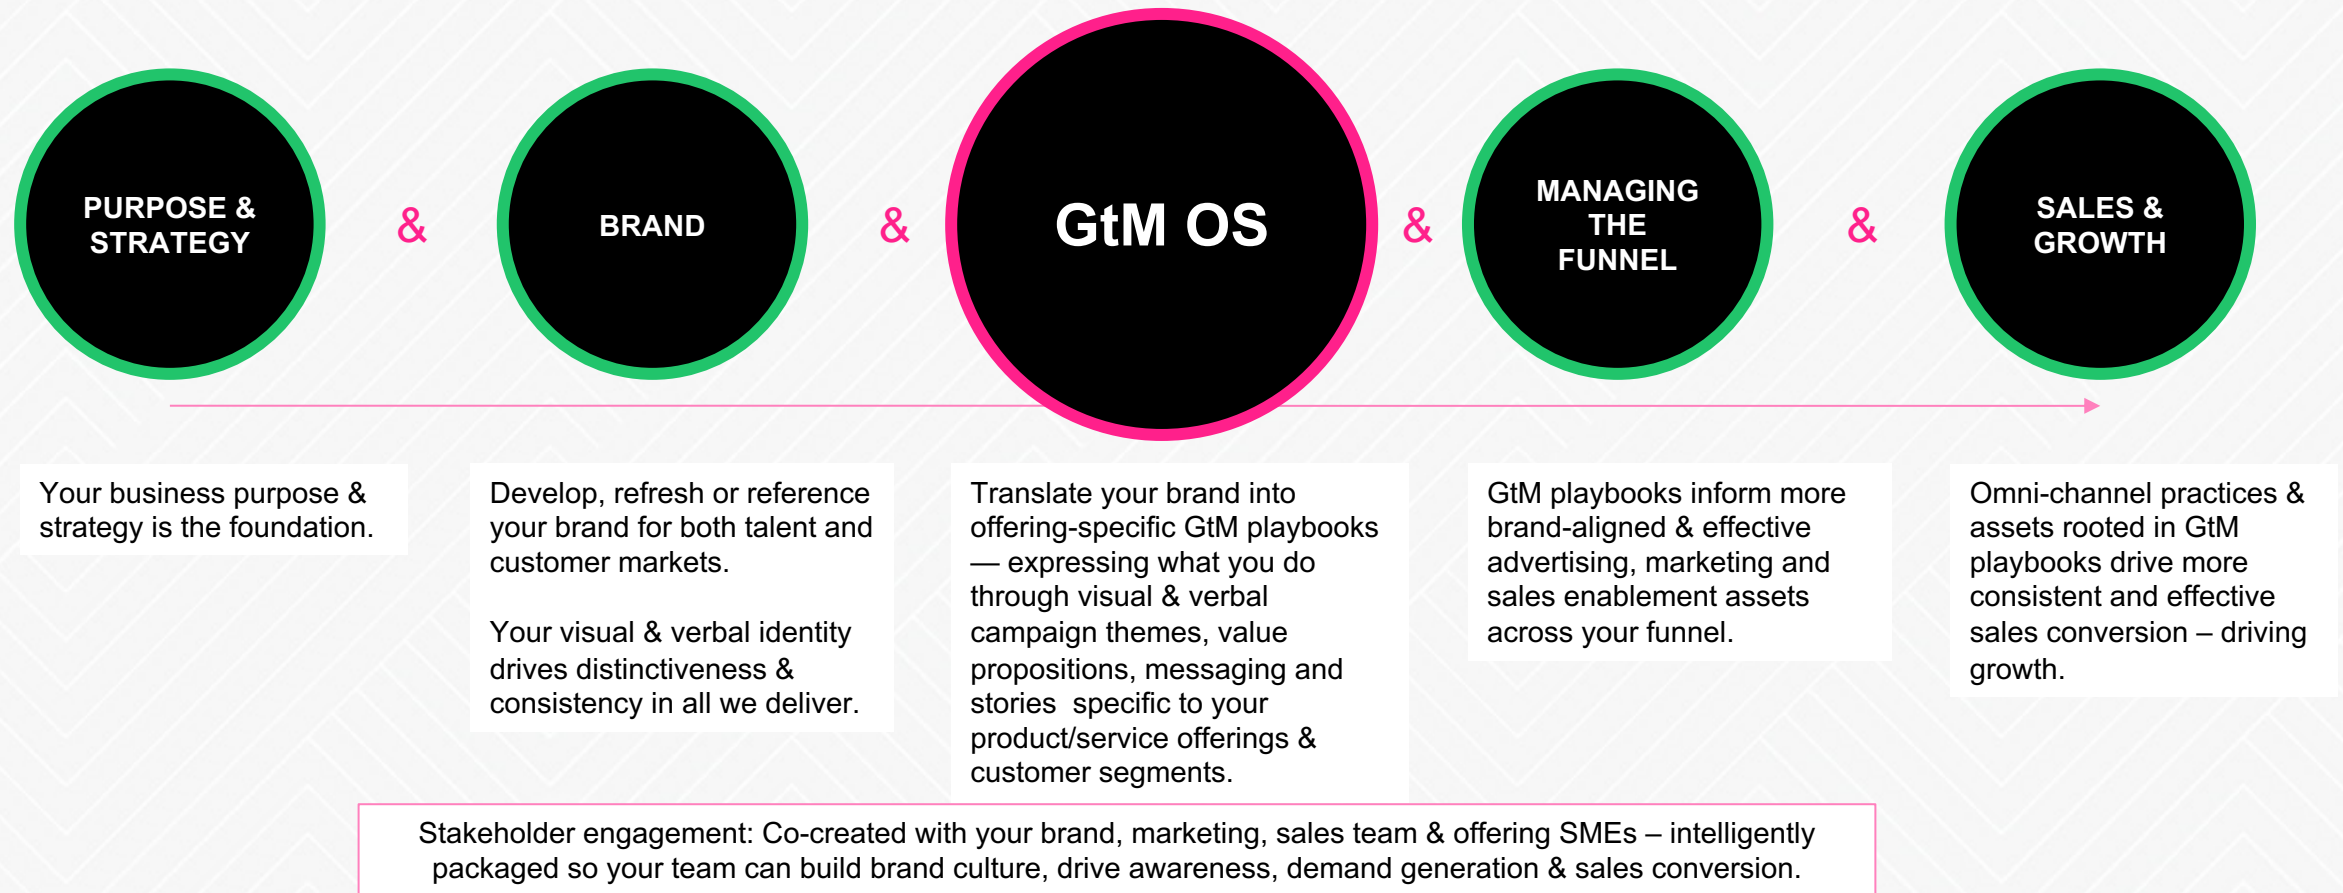 PURPOSE &
STRATEGY
&
BRAND
&
GtM OS
&
MANAGING
THE
FUNNEL
&
SALES &
GROWTH
Your business purpose &
strategy is the foundation.
Develop, refresh or reference
your brand for both talent and
customer markets.
Your visual & verbal identity
drives distinctiveness &
consistency in all we deliver.
Translate your brand into
offering-specific GtM playbooks
— expressing what you do
through visual & verbal
campaign themes, value
propositions, messaging and
stories  specific to your
product/service offerings &
customer segments.
GtM playbooks inform more
brand-aligned & effective
advertising, marketing and
sales enablement assets
across your funnel.
Omni-channel practices &
assets rooted in GtM
playbooks drive more
consistent and effective
sales conversion – driving
growth.
Stakeholder engagement: Co-created with your brand, marketing, sales team & offering SMEs – intelligently
packaged so your team can build brand culture, drive awareness, demand generation & sales conversion.